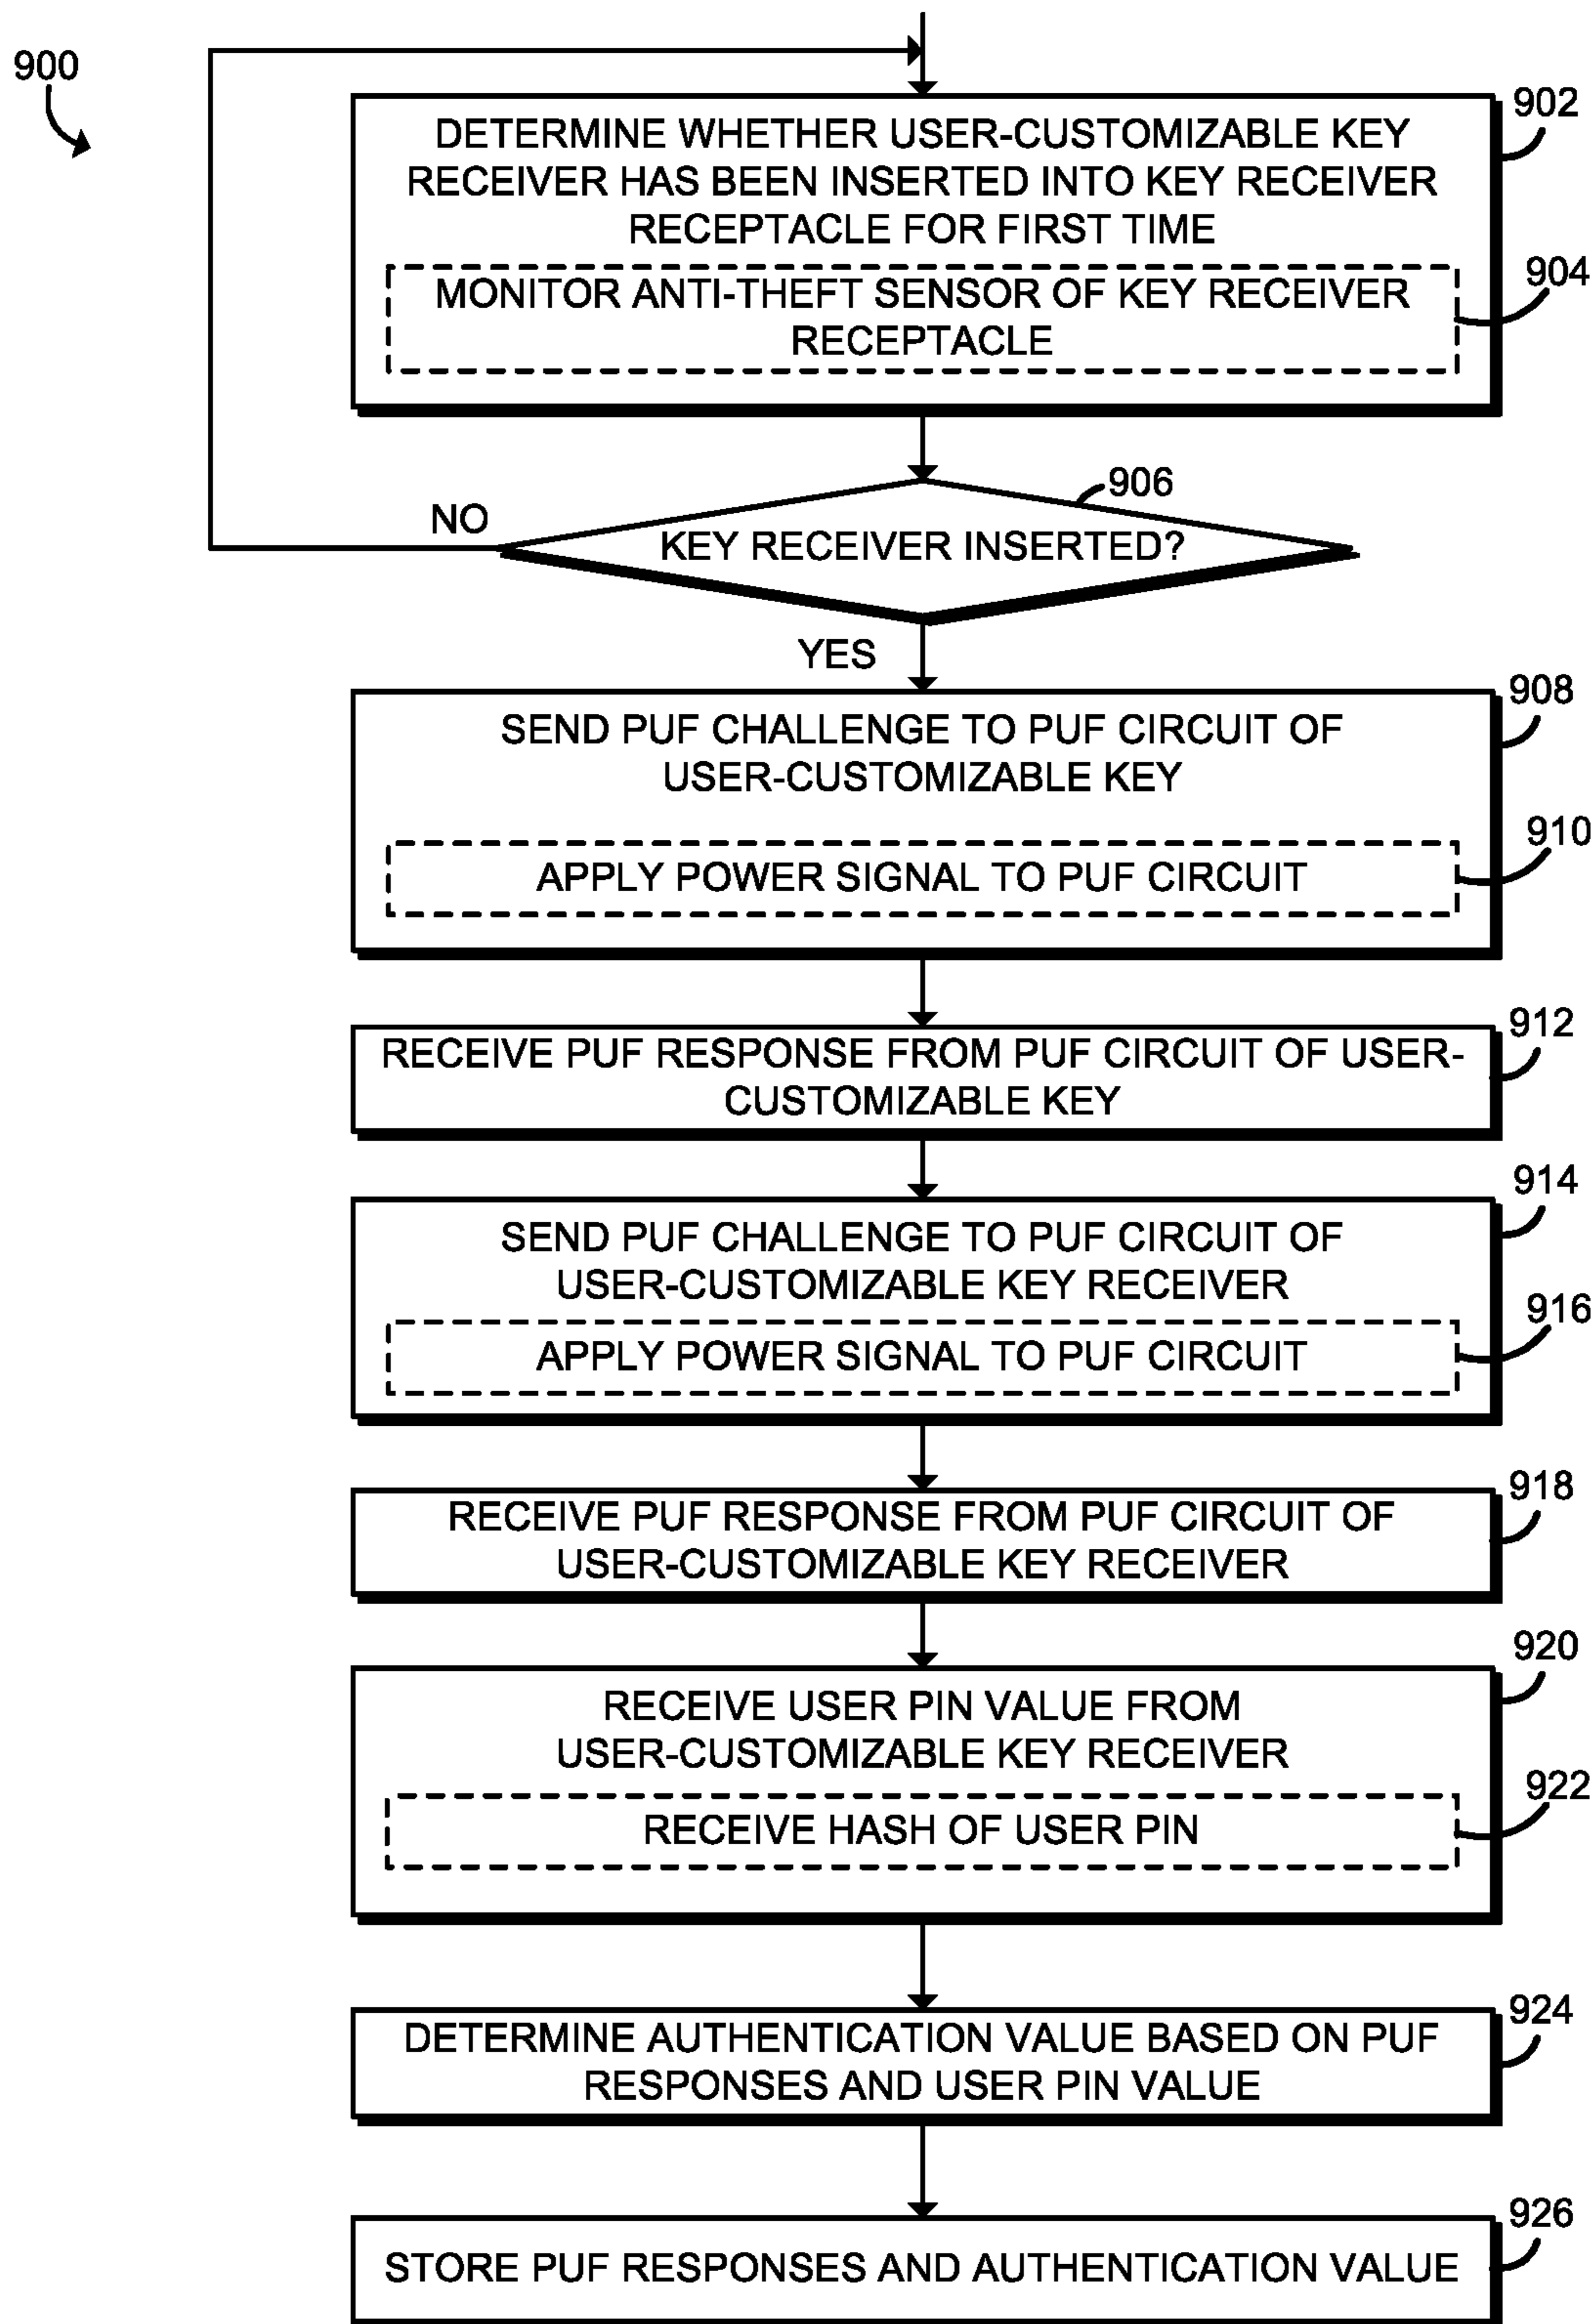 900
902
DETERMINE WHETHER USER-CUSTOMIZABLE KEY
RECEIVER HAS BEEN INSERTED INTO KEY RECEIVER
RECEPTACLE FOR FIRST TIME
904
MONITOR ANTI-THEFT SENSOR OF KEY RECEIVER
RECEPTACLE
906
NO
KEY RECEIVER INSERTED?
YES
908
SEND PUF CHALLENGE TO PUF CIRCUIT OF
USER-CUSTOMIZABLE KEY
910
APPLY POWER SIGNAL TO PUF CIRCUIT
912
RECEIVE PUF RESPONSE FROM PUF CIRCUIT OF USER-
CUSTOMIZABLE KEY
914
SEND PUF CHALLENGE TO PUF CIRCUIT OF
USER-CUSTOMIZABLE KEY RECEIVER
916
APPLY POWER SIGNAL TO PUF CIRCUIT
918
RECEIVE PUF RESPONSE FROM PUF CIRCUIT OF
USER-CUSTOMIZABLE KEY RECEIVER
920
RECEIVE USER PIN VALUE FROM
USER-CUSTOMIZABLE KEY RECEIVER
922
RECEIVE HASH OF USER PIN
924
DETERMINE AUTHENTICATION VALUE BASED ON PUF
RESPONSES AND USER PIN VALUE
926
STORE PUF RESPONSES AND AUTHENTICATION VALUE